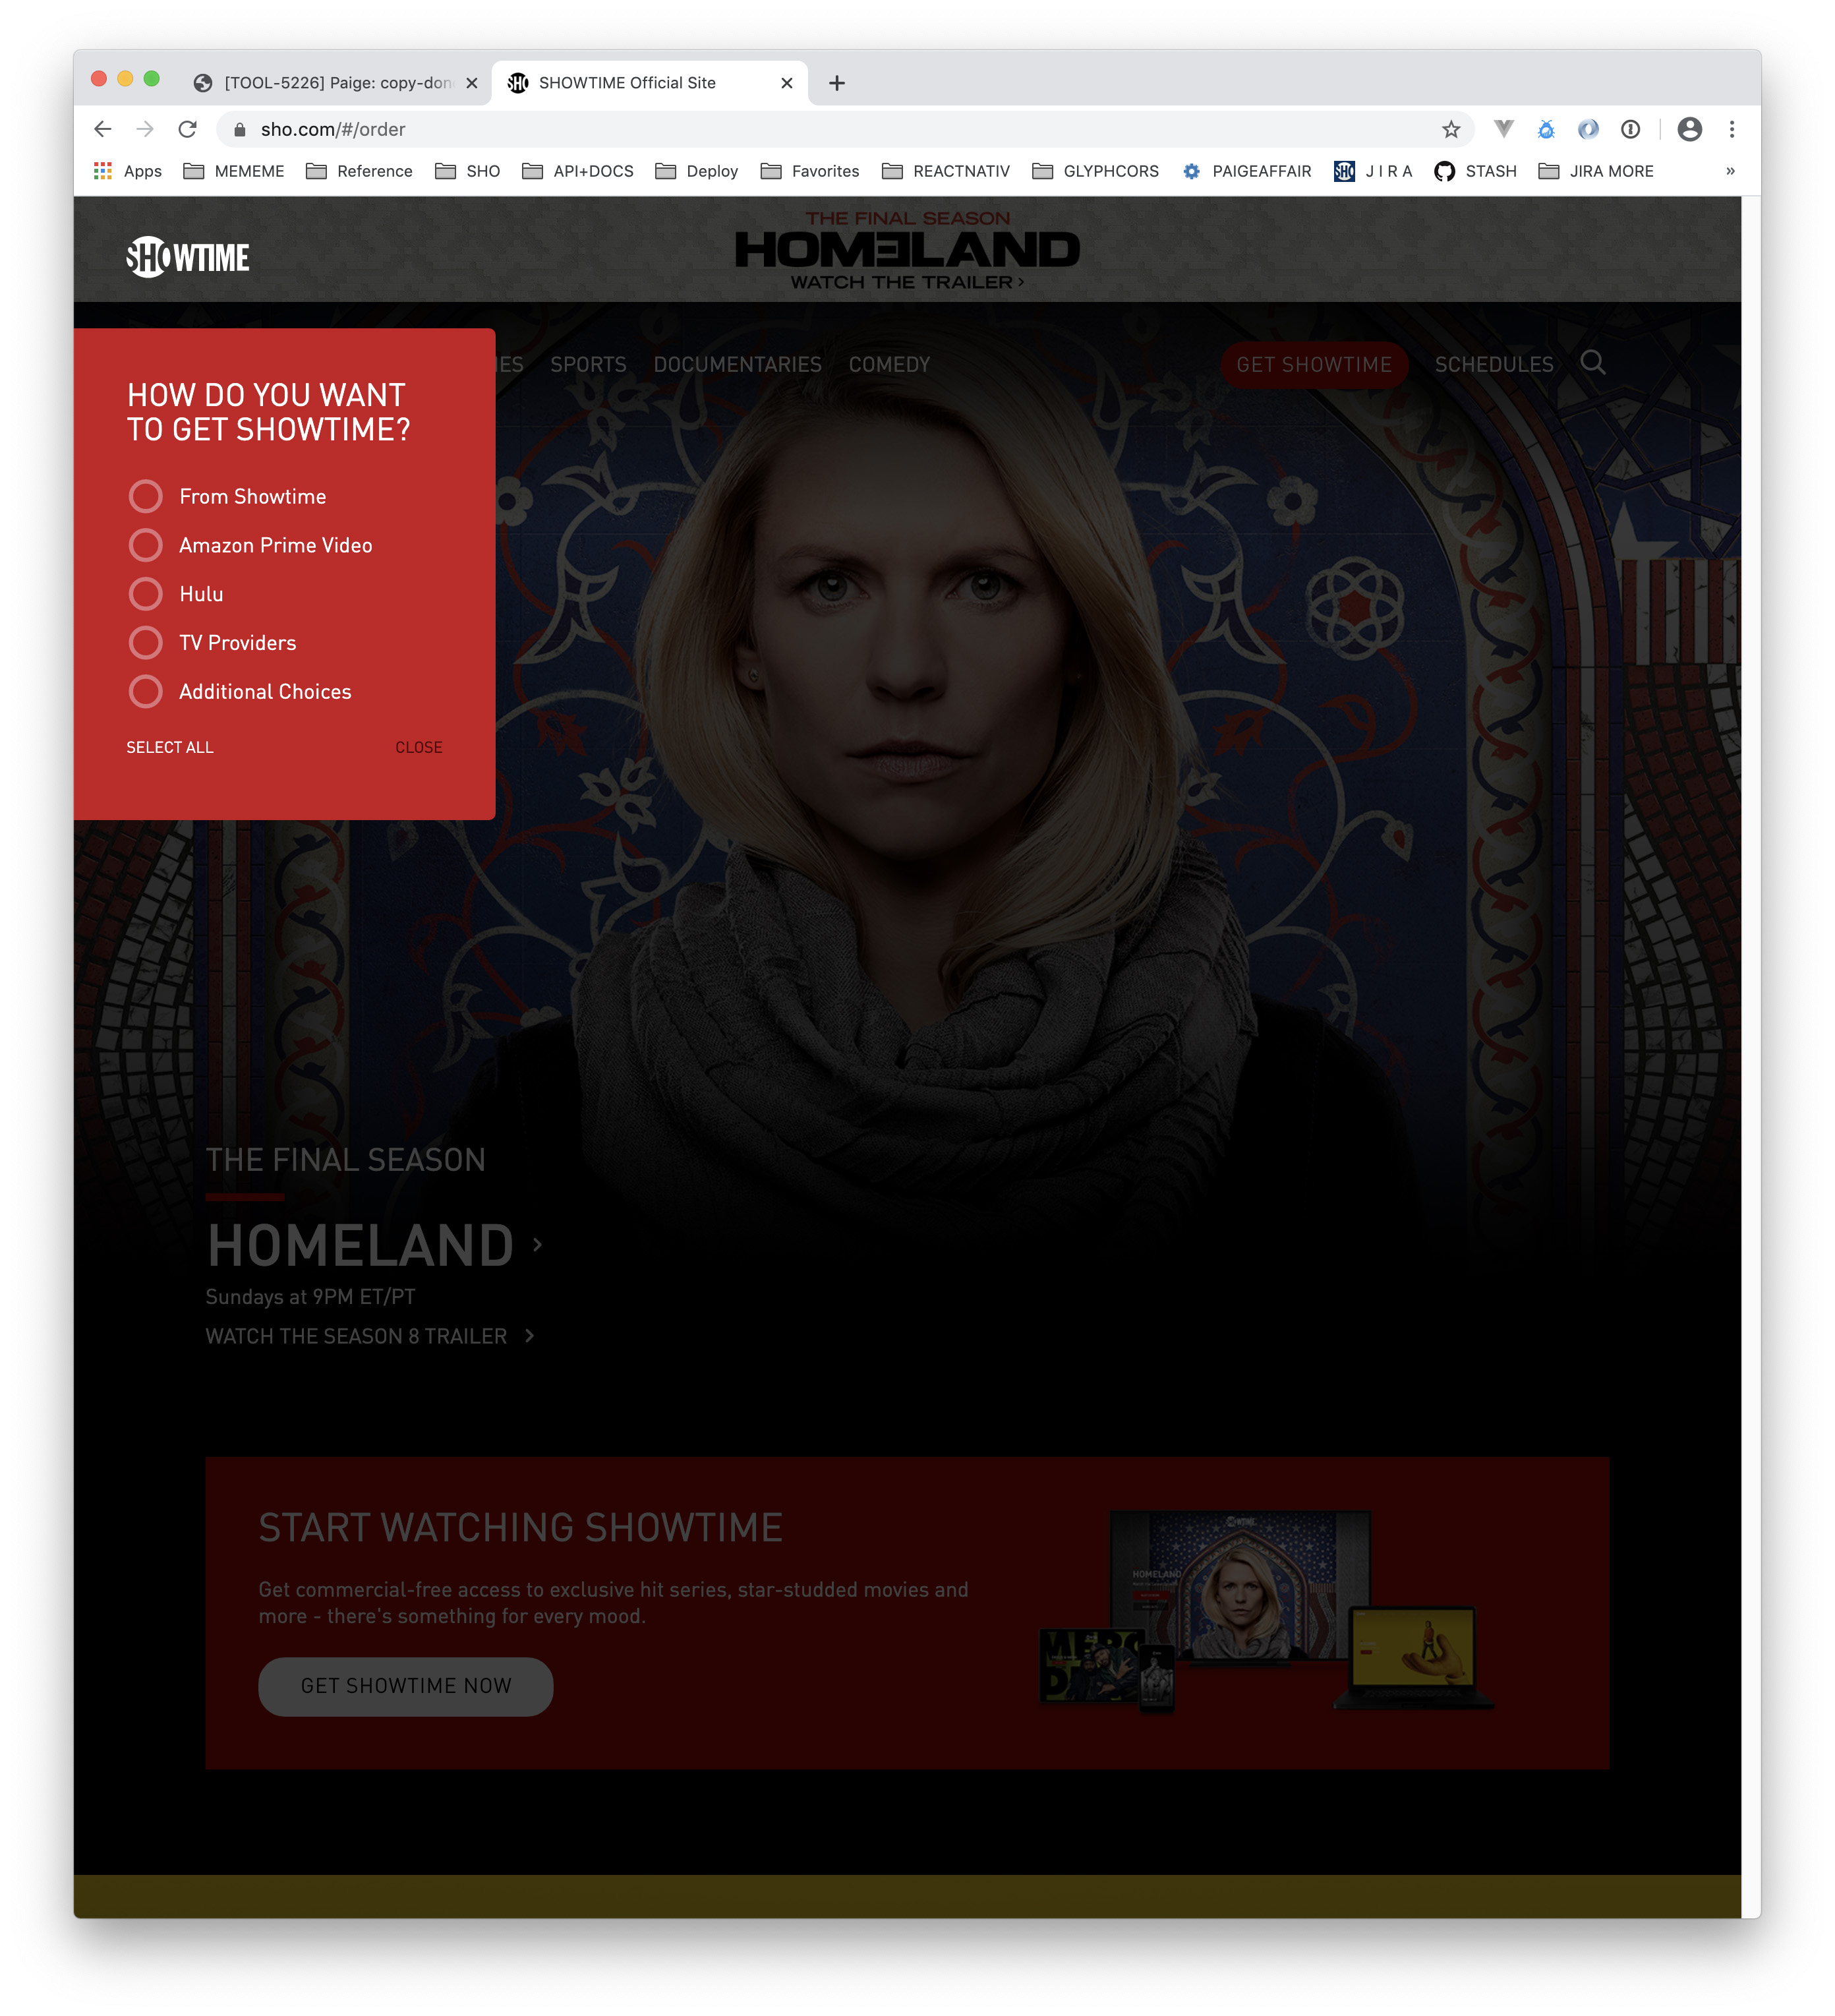 [TOOL-5226] Paige: copy-don
SHO SHOWTIME Official Site
sho.com/#/order
Apps MEMEME Reference SHO API+DOCS Deploy Favorites REACTNATIV GLYPHCORS PAIGEAFFAIR SHO J I R A STASH JIRA MORE »
THE FINAL SEASON
HOMELAND
WATCH THE TRAILER ›
SHOWTIME
IES SPORTS DOCUMENTARIES COMEDY GET SHOWTIME SCHEDULES
HOW DO YOU WANT
TO GET SHOWTIME?
From Showtime
Amazon Prime Video
Hulu
TV Providers
Additional Choices
SELECT ALL CLOSE
THE FINAL SEASON
HOMELAND ›
Sundays at 9PM ET/PT
WATCH THE SEASON 8 TRAILER ›
START WATCHING SHOWTIME
Get commercial-free access to exclusive hit series, star-studded movies and
more - there's something for every mood.
GET SHOWTIME NOW
SHOWTIME
HOMELAND